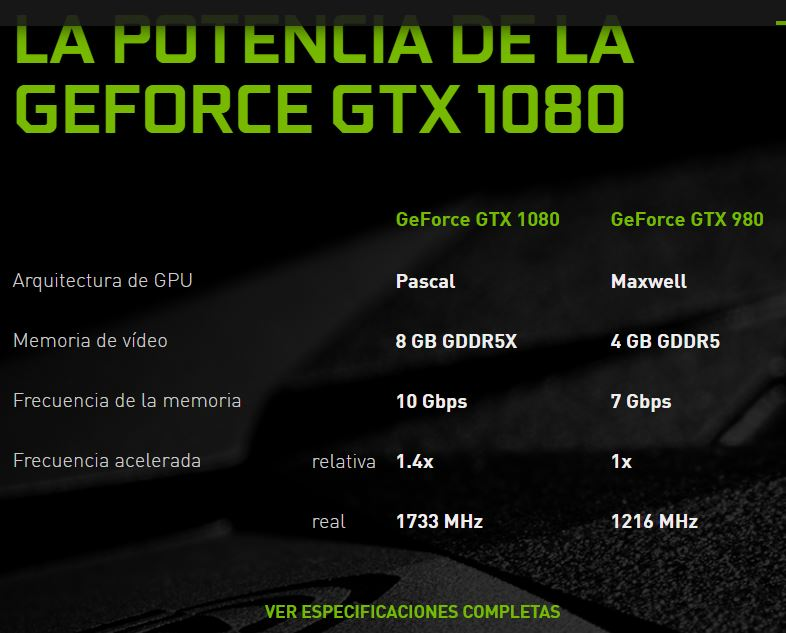 LA POTENCIA DE LA
GEFORCE GTX 1080
GeForce GTX 1080 GeForce GTX 980
Arquitectura de GPU Pascal Maxwell
Memoria de vídeo 8 GB GDDR5X 4 GB GDDR5
Frecuencia de la memoria 10 Gbps 7 Gbps
Frecuencia acelerada relativa 1.4x 1x
real 1733 MHz 1216 MHz
VER ESPECIFICACIONES COMPLETAS